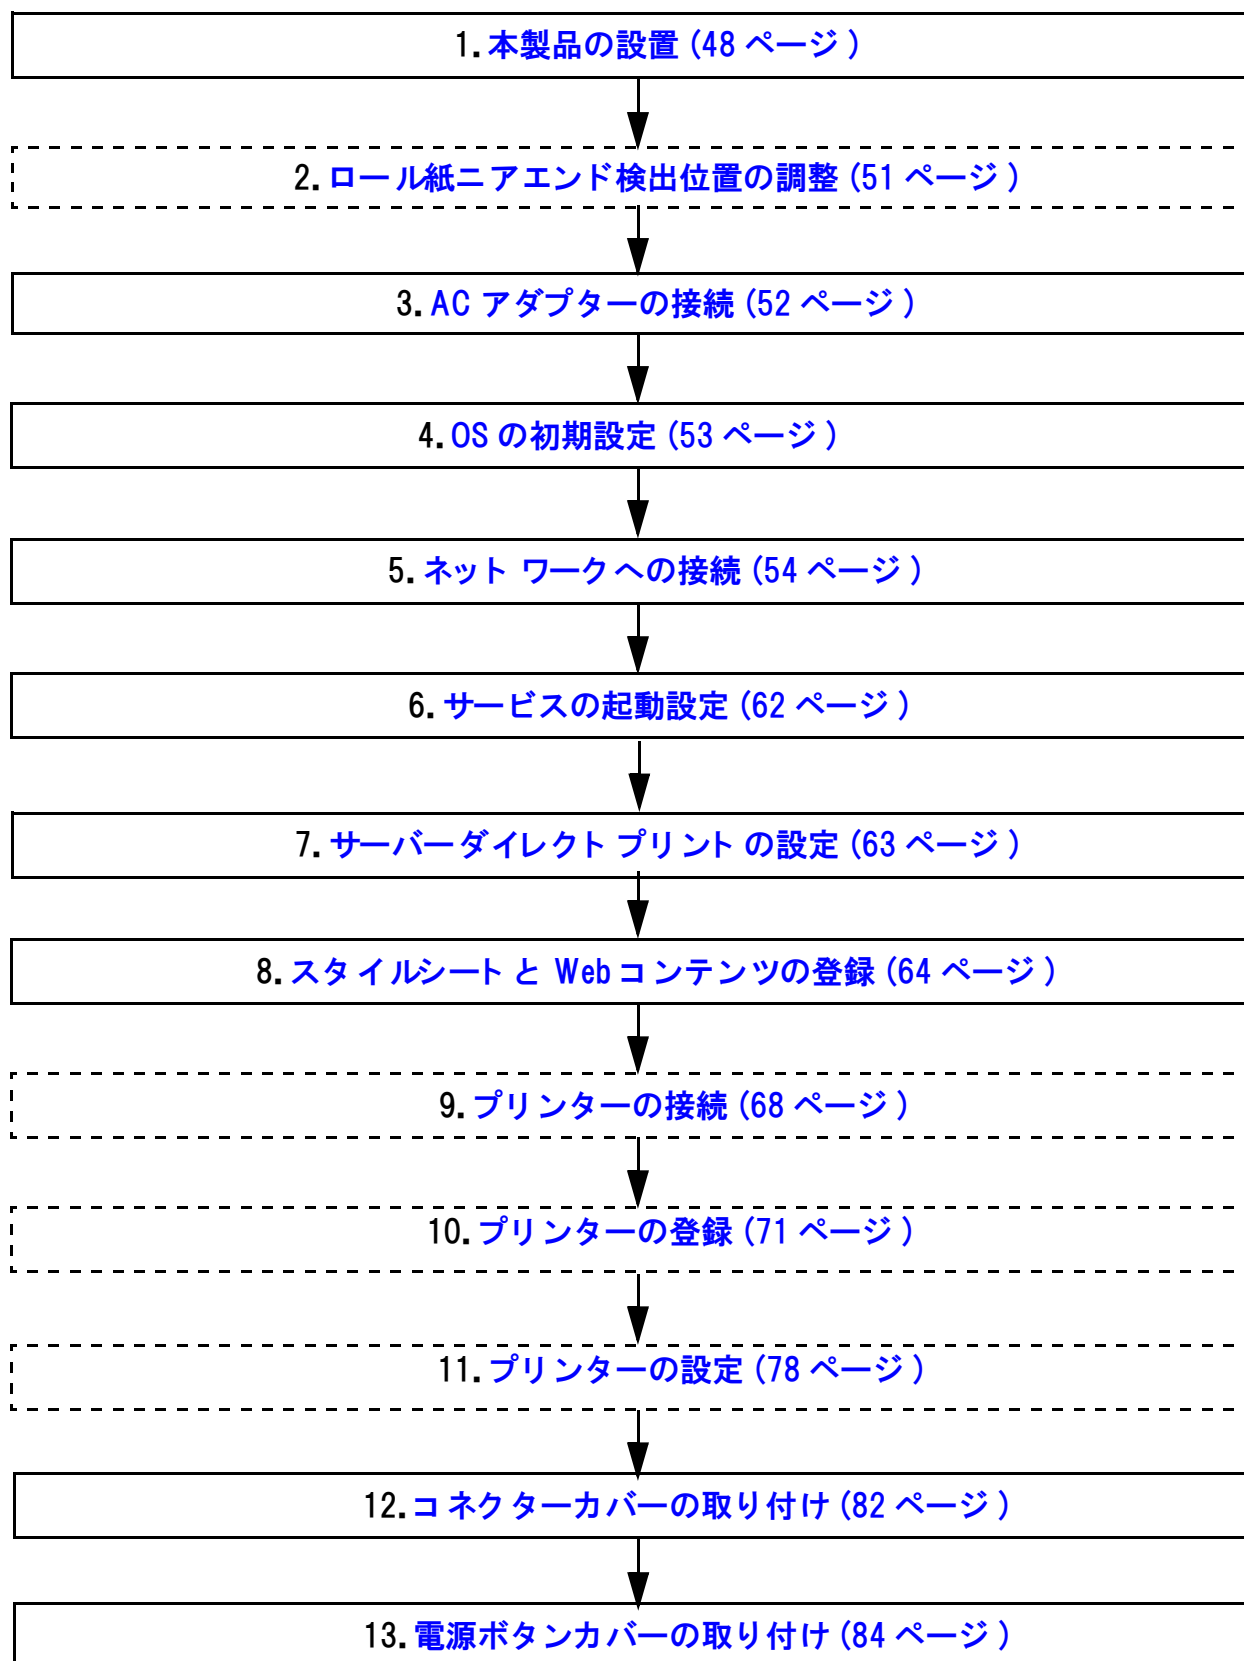 1. 本製品の設置 (48 ページ )
2. ロール紙ニアエンド検出位置の調整 (51 ページ )
3. AC アダプターの接続 (52 ページ )
4. OS の初期設定 (53 ページ )
5. ネットワークへの接続 (54 ページ )
6. サービスの起動設定 (62 ページ )
7. サーバーダイレクトプリントの設定 (63 ページ )
8. スタイルシートと Web コンテンツの登録 (64 ページ )
9. プリンターの接続 (68 ページ )
10. プリンターの登録 (71 ページ )
11. プリンターの設定 (78 ページ )
12. コネクターカバーの取り付け (82 ページ )
13. 電源ボタンカバーの取り付け (84 ページ )